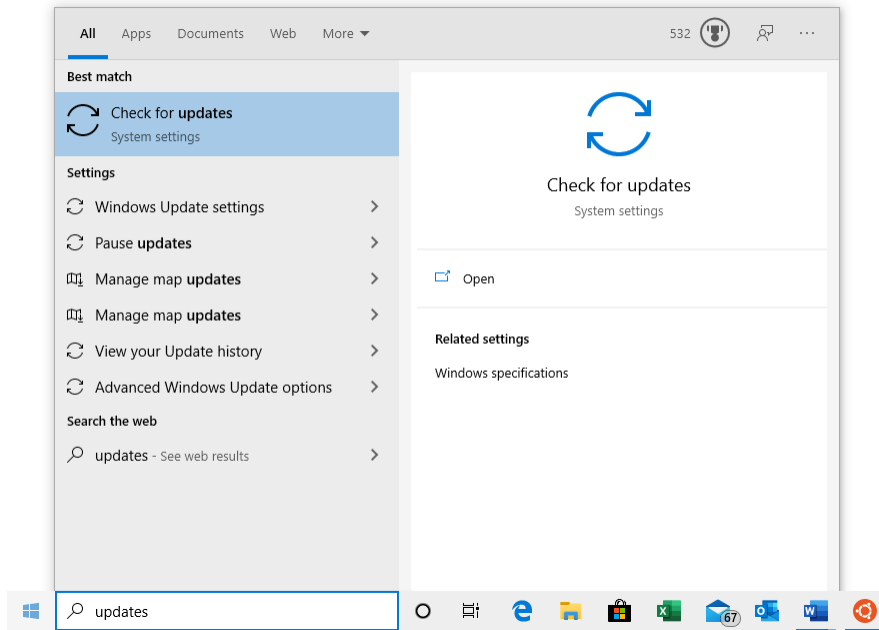 All Apps Documents Web More 532 ...
Best match
Check for updates
System settings
Settings
Windows Update settings
Pause updates
Manage map updates
Manage map updates
View your Update history
Advanced Windows Update options
Search the web
updates - See web results
Check for updates
System settings
Open
Related settings
Windows specifications
updates
X
67
O
W